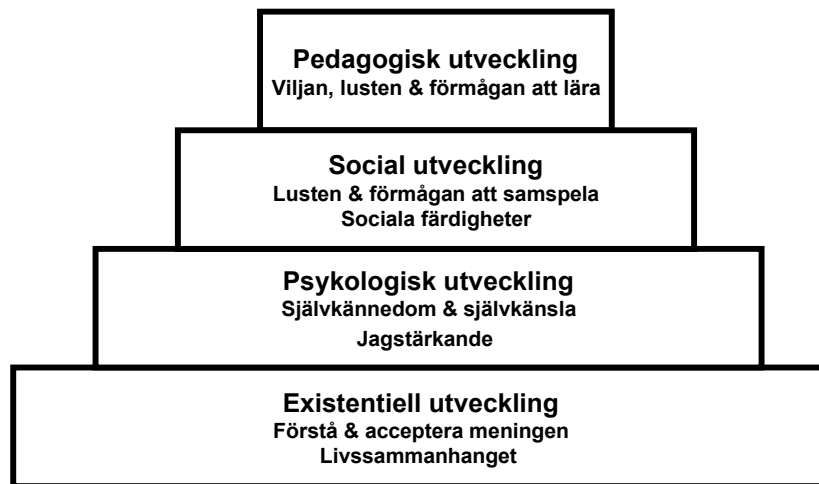 Pedagogisk utveckling
Viljan, lusten & förmågan att lära
Social utveckling
Lusten & förmågan att samspela
Sociala färdigheter
Psykologisk utveckling
Självkännedom & självkänsla
Jagstärkande
Existentiell utveckling
Förstå & acceptera meningen
Livssammanhanget